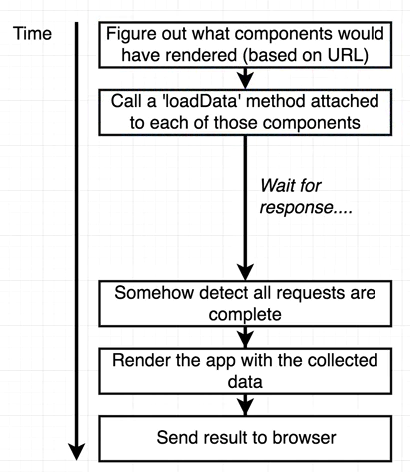 Time
Figure out what components would
have rendered (based on URL)
Call a 'loadData' method attached
to each of those components
Wait for
response....
Somehow detect all requests are
complete
Render the app with the collected
data
Send result to browser